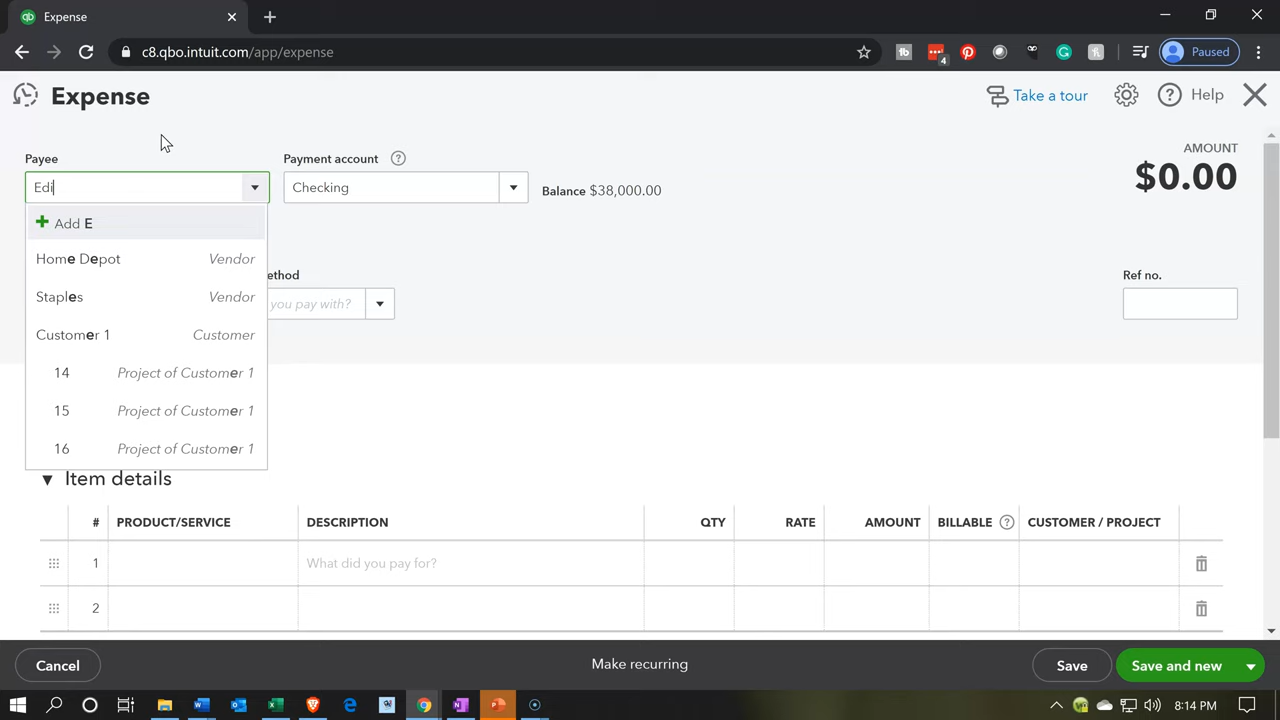 Expense
c8.qbo.intuit.com/app/expense
4
Paused
Expense
Take a tour
Help
Payee
Payment account
AMOUNT
$0.00
Edi
Checking
Balance $38,000.00
Add E
Home Depot Vendor
ethod
Ref no.
Staples Vendor
you pay with?
Customer 1 Customer
14 Project of Customer 1
15 Project of Customer 1
16 Project of Customer 1
Item details
# PRODUCT/SERVICE DESCRIPTION QTY RATE AMOUNT BILLABLE CUSTOMER / PROJECT
1 What did you pay for?
2
Cancel
Make recurring
Save
Save and new
8:14 PM